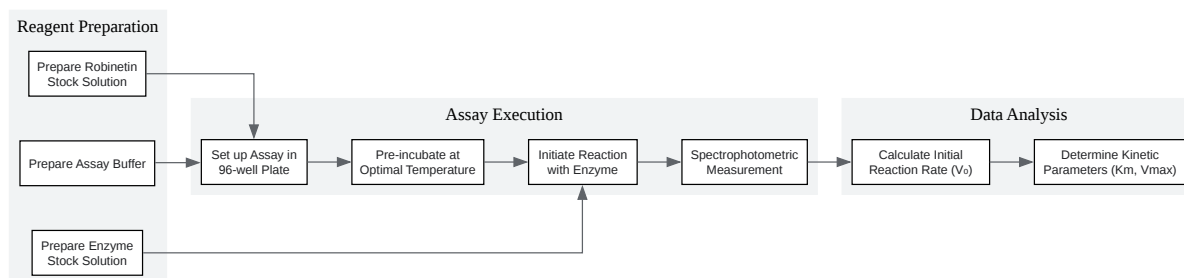 Reagent Preparation
Prepare Robinetin
Stock Solution
Prepare Assay Buffer
Prepare Enzyme
Stock Solution
Assay Execution
Set up Assay in
96-well Plate
Pre-incubate at
Optimal Temperature
Initiate Reaction
with Enzyme
Spectrophotometric
Measurement
Data Analysis
Calculate Initial
Reaction Rate (V₀)
Determine Kinetic
Parameters (Km, Vmax)